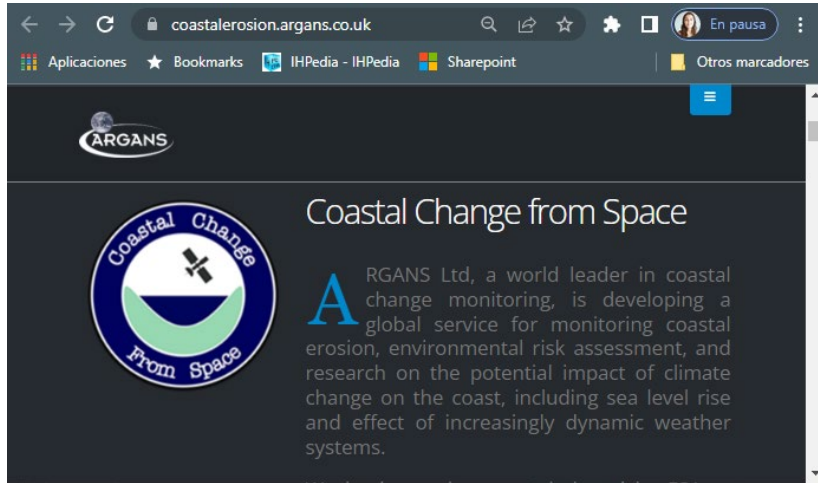 coastalerosion.argans.co.uk
En pausa
Aplicaciones
Bookmarks
IHPedia - IHPedia
Sharepoint
Otros marcadores
ARGANS
Coastal Change
From Space
Coastal Change from Space
ARGANS Ltd, a world leader in coastal
change monitoring, is developing a
global service for monitoring coastal
erosion, environmental risk assessment, and
research on the potential impact of climate
change on the coast, including sea level rise
and effect of increasingly dynamic weather
systems.